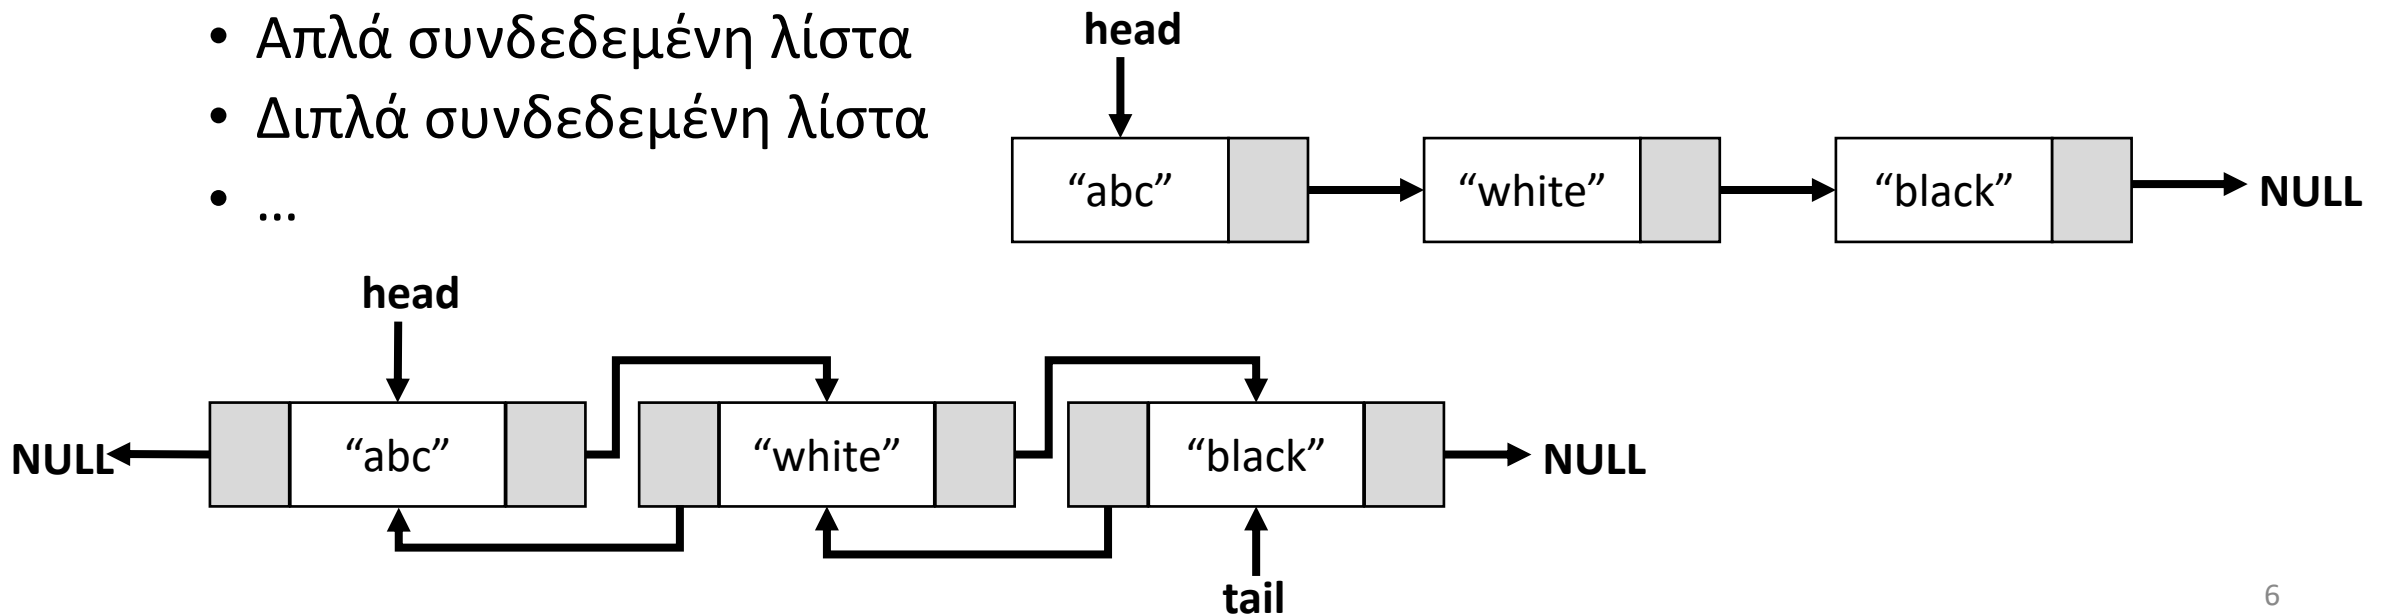 • Απλά συνδεδεμένη λίστα
• Διπλά συνδεδεμένη λίστα
• ...
head
“abc” “white” “black” NULL
head
NULL “abc” “white” “black” NULL
tail
6